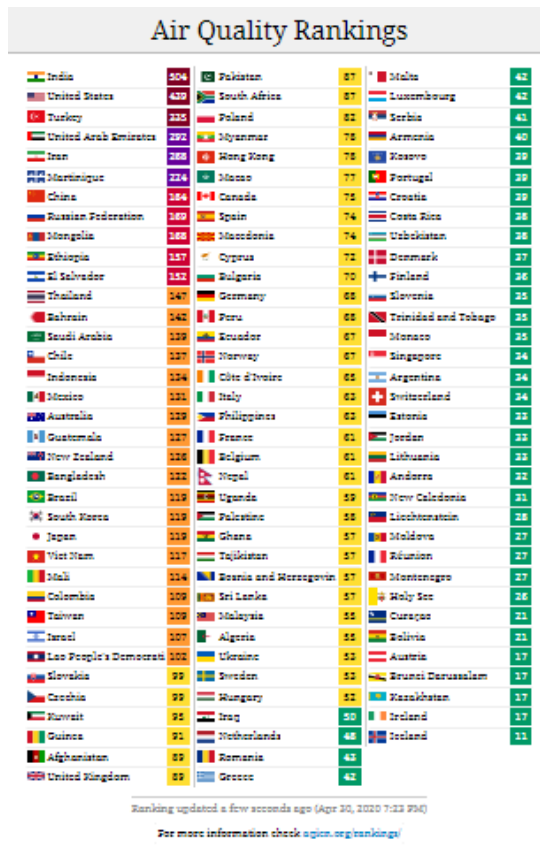 Air Quality Rankings
India 504
United States 439
Turkey
United Arab Emirates 292
Iran
Martinique 224
China
Russian Federation 169
Mongolia 168
Ethiopia 157
El Salvador 152
Thailand 147
Bahrain 142
Saudi Arabia 139
Chile 137
Indonesia 134
Mexico 131
Australia 129
Guatemala 127
New Zealand 126
Bangladesh 122
Brazil 119
South Korea 119
Japan 119
Viet Nam 117
Mali 114
Colombia 109
Taiwan 109
Israel 107
Lao People's Democrati 102
Slovakia 99
Czechia 99
Kuwait 95
Guinea 91
Afghanistan 89
United Kingdom 89
Pakistan 87
South Africa 87
Poland 82
Myanmar 78
Hong Kong 78
Macao 77
Canada 75
Spain 74
Macedonia 74
Cyprus 72
Bulgaria 70
Germany 68
Peru 68
Ecuador 67
Norway 67
Côte d'Ivoire 65
Italy 63
Philippines 62
France 61
Belgium 61
Nepal 61
Uganda 59
Palestine 58
Ghana 57
Tajikistan 57
Bosnia and Herzegovin 57
Sri Lanka 57
Malaysia 55
Algeria 55
Ukraine 53
Sweden 53
Hungary 52
Iraq 50
Netherlands 48
Romania 43
Greece 42
Malta 42
Luxembourg 42
Serbia 41
Armenia 40
Kosovo 39
Portugal 39
Croatia 39
Costa Rica 38
Uzbekistan 38
Denmark 37
Finland 36
Slovenia 35
Trinidad and Tobago 35
Monaco 35
Singapore 34
Argentina 34
Switzerland 34
Estonia 33
Jordan 33
Lithuania 33
Andorra 32
New Caledonia 31
Liechtenstein 28
Moldova 27
Réunion 27
Montenegro 27
Holy See 26
Curaçao 21
Bolivia 21
Austria 17
Brunei Darussalam 17
Kazakhstan 17
Ireland 17
Iceland 11
Ranking updated a few seconds ago (Apr 30, 2020 7:23 PM)
For more information check aqicn.org/rankings/